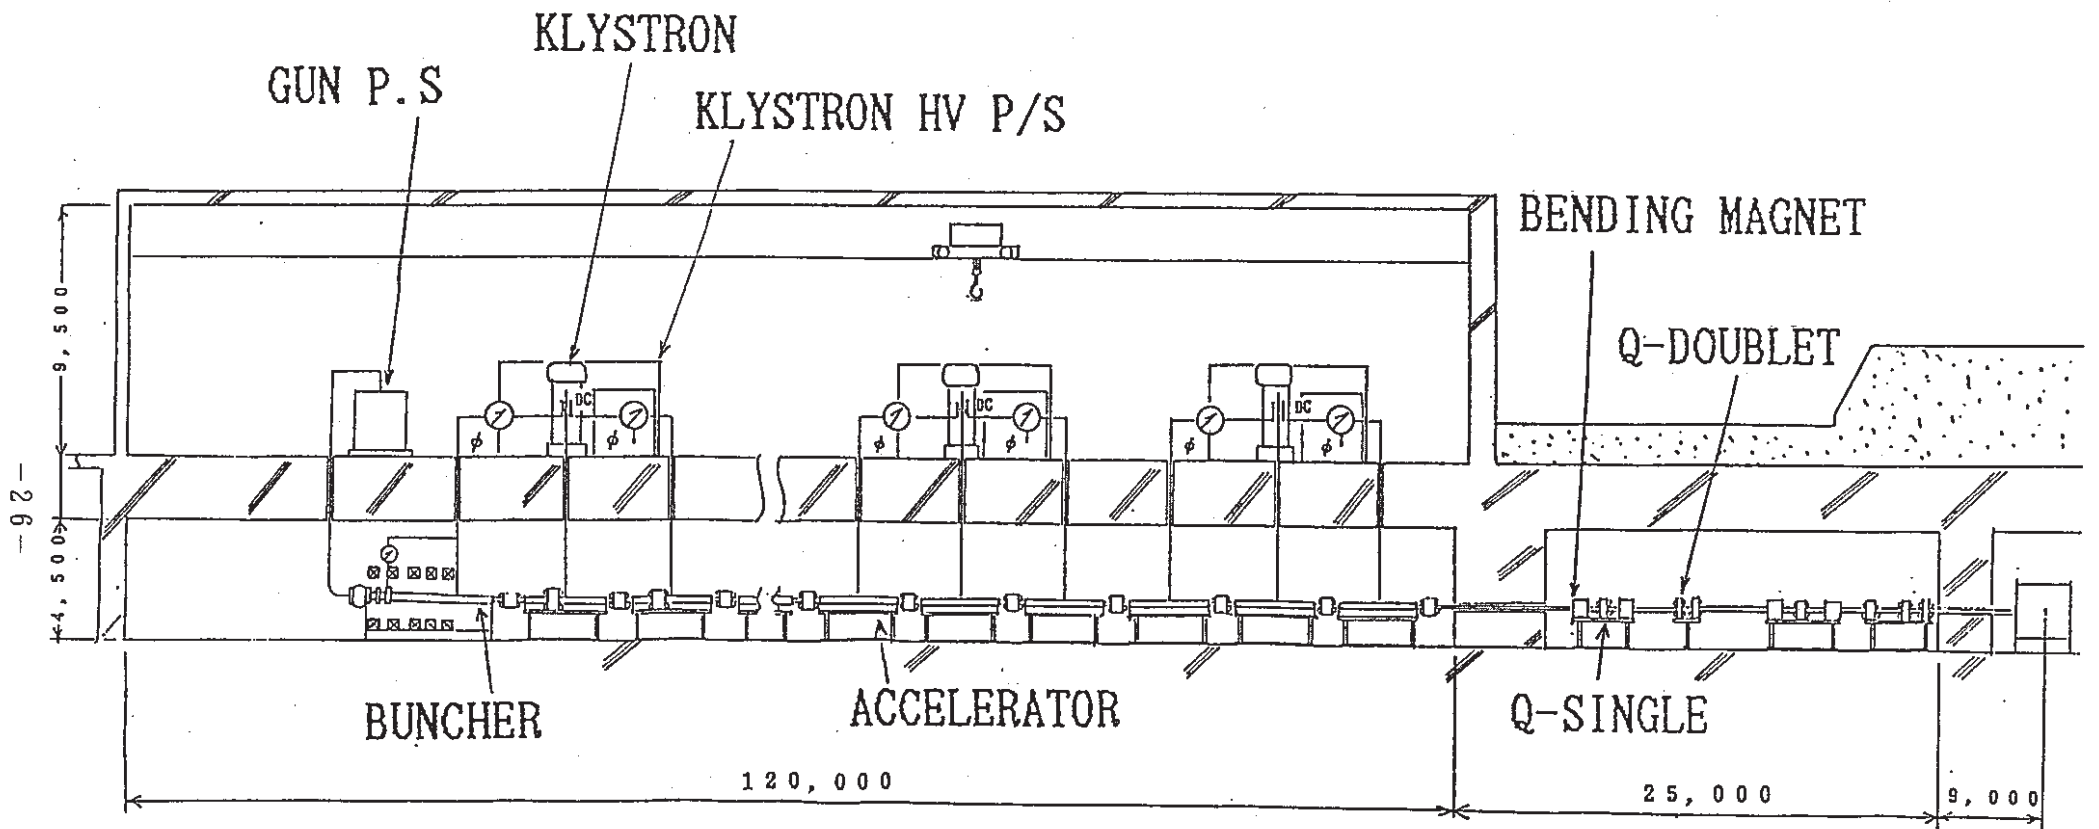 KLYSTRON
GUN P.S
KLYSTRON HV P/S
BENDING MAGNET
Q-DOUBLET
9,500
DC
DC
DC
φ
φ
φ
φ
φ
φ
-26-
4,500
BUNCHER
ACCELERATOR
Q-SINGLE
120,000
25,000
9,000